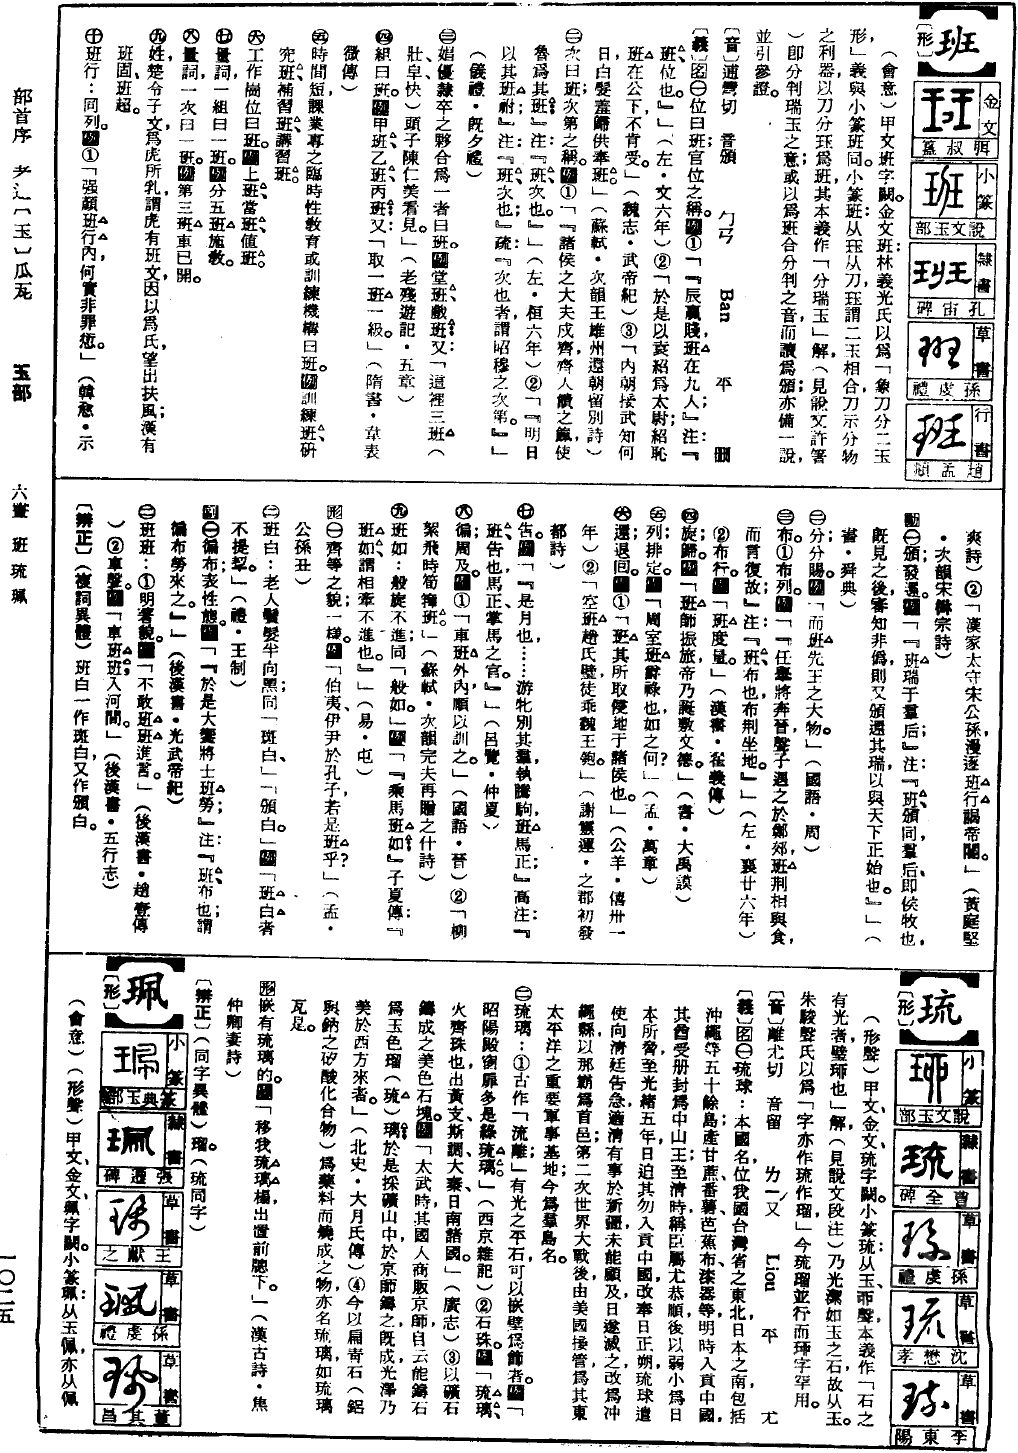 班
〔形〕
金文
弭叔簋
小篆
說文玉部
隸書
孔宙碑
草書
孫虔禮
行書
趙孟頫
（會意）甲文班字闕。金文班：林義光氏以為「象刀分二玉
形」，義與小篆班同。小篆班：从玨从刀，玨謂二玉相合，刀示分物
之利器，以刀分玨為班，其本義作「分瑞玉」解（見說文許箸
）即分判瑞玉之意，或以為班合分判之音而讀為頒，亦備一說，
並引參證。
〔音〕逋彎切　音頒　ㄅㄢ　Ban　平　刪
〔義〕名㊀位曰班，官位之稱。例①「『辰嬴賤，班在九人』注：『
班，位也。』」（左・文六年）②「於是以袁紹為太尉，紹恥
班在公下，不肯受。」（魏志・武帝紀）③「內朝接武知何
日，白髮羞歸供奉班。」（蘇軾・次韻王雄州還朝留別詩）
㊁次曰班，次第之稱。例①「『諸侯之大夫戍齊，齊人饋之餼，使
魯為其班』注：『班，次也。』」（左・桓六年）②「『明日
以其班祔』注：『班，次也』疏：『次也者，謂昭穆之次第。』」
（儀禮・既夕禮）
㊂娼優隸卒之夥合為一者曰班。例堂班、戲班；又「這裡三班（
壯皁快）頭子陳仁美看見。」（老殘遊記・五章）
㊃組曰班。例甲班乙班丙班；又「取一班一級。」（隋書・韋表
微傳）
㊄時間短課業專之臨時性教育或訓練機構曰班。例訓練班、研
究班、補習班、講習班。
㊅工作崗位曰班。例上班、當班、值班。
㊆量詞，一組曰一班。例分五班施教。
㊇量詞，一次曰一班。例第三班車已開。
㊈姓，楚令子文為虎所乳，謂虎有班文，因以為氏，望出扶風，漢有
班固、班超。
㊉班行：同列。例①「强顏班行內，何實非罪愆。」（韓愈・示
爽詩）②「漢家太守宋公孫，漫逐班行謁帝閽。」（黃庭堅
・次韻宋楙宗詩）
動㊀頒發；還。例「『班瑞于羣后』注：『班，頒同；羣后即侯牧也，
既見之後，審知非偽，則又頒還其瑞，以與天下正始也。』」（
書・舜典）
㊁分；分賜。例「而班先王之大物。」（國語・周）
㊂布①布列。例「『伍舉將奔晉，聲子遇之於鄭郊，班荆相與食，
而言復故』注：『班，布也，布荆坐地。』」（左・襄廿六年）
②布行。例「班度量。」（漢書・翟義傳）
㊃旋；歸。例「班師振旅，帝乃誕敷文德。」（書・大禹謨）
㊄列；排定。例「周室班爵祿也如之何？」（孟・萬章）
㊅還；退回。例①「班其所取侵地于諸侯也。」（公羊・僖卅一
年）②「空班趙氏璧，徒乖魏王瓠。」（謝靈運・之郡初發
都詩）
㊆告。例「『是月也，……游牝別其羣，執騰駒，班馬正』高注：『
班，告也；馬正，掌馬之官。』」（呂覽・仲夏）
㊇徧；周及。例①「車班外內，順以訓之。」（國語・晉）②「柳
絮飛時筍籜班。」（蘇軾・次韻完夫再贈之什詩）
㊈班如：般旋不進；同「般如」。例「『乘馬班如』子夏傳『
班如，謂相牽不進也。』」（易・屯）
形㊀齊等之貌；一樣。例「伯夷、伊尹於孔子若是班乎？」（孟・
公孫丑）
㊁班白：老人鬢髮半向黑；同「斑白」、「頒白」。例「班白者
不提挈。」（禮・王制）
副㊀徧；布；表性態。例「『於是大饗將士，班勞』注：『班，布也，謂
徧布勞來之。』」（後漢書・光武帝紀）
㊁班班：①明著貌。例「不敢班班進言。」（後漢書・趙壹傳
）②車聲。例「車班班，入河間。」（後漢書・五行志）
〔辨正〕（複詞異體）班白一作斑白，又作頒白。
琉
〔形〕
小篆
說文玉部
隸書
曹全碑
草書
孫虔禮
草書
沈懋孝
草書
李東陽
（形聲）甲文、金文琉字闕。小篆琉：从玉，丣聲，本義作「石之
有光者，璧琊也」解（見說文段注）乃光潔如玉之石，故从玉。
朱駿聲氏以為「字亦作琉作瑠」，今琉瑠並行而琊字罕用。
〔音〕離尤切　音留　ㄌㄧㄡˊ　Liou　平　尤
〔義〕名㊀琉球：本國名，位我國台灣省之東北，日本之南，包括
沖繩等五十餘島，產甘蔗、番薯、芭蕉布、漆器等，明時入貢中國，
其酋受册封為中山王，至清時稱臣屬尤恭順，後以弱小為日
本所脅，至光緒五年，日迫其勿入貢中國，改奉日正朔，琉球遣
使向清廷告急，適清有事於新疆，未能顧及，日遂滅之，改為沖
繩縣，以那霸為首邑，第二次世界大戰後，由美國接管，為其東
太平洋之重要軍事基地，今為羣島名。
㊁琉璃：①古作「流離」，有光之平石，可以嵌壁為飾者。例「
昭陽殿窗扉多是綠琉璃。」（西京雜記）②石珠。例「琉璃，
火齊珠也，出黃支、斯調、大秦、日南諸國。」（廣志）③以礦石
鑄成之美色石塊。例「太武時，其國人商販京師，自云能鑄石
為玉色瑠（琉）璃，於是採礦山中，於京師鑄之，既成，光澤乃
美於西方來者。」（北史・大月氏傳）④今以扁青石（鋁
與鈉之矽酸化合物）為藥料而燒成之物亦名琉璃，如琉璃
瓦是。
形嵌有琉璃的。例「移我琉璃榻，出置前牕下。」（漢古詩・焦
仲卿妻詩）
〔辨正〕（同字異體）瑠（琉同字）
珮
〔形〕
小篆
篆典玉部
隸書
張遷碑
草書
王獻之
草書
孫虔禮
草書
董其昌
（會意）（形聲）甲文、金文珮字闕。小篆珮从玉佩，亦从佩
部首序
玉部
六畫　班琉珮
一〇二五